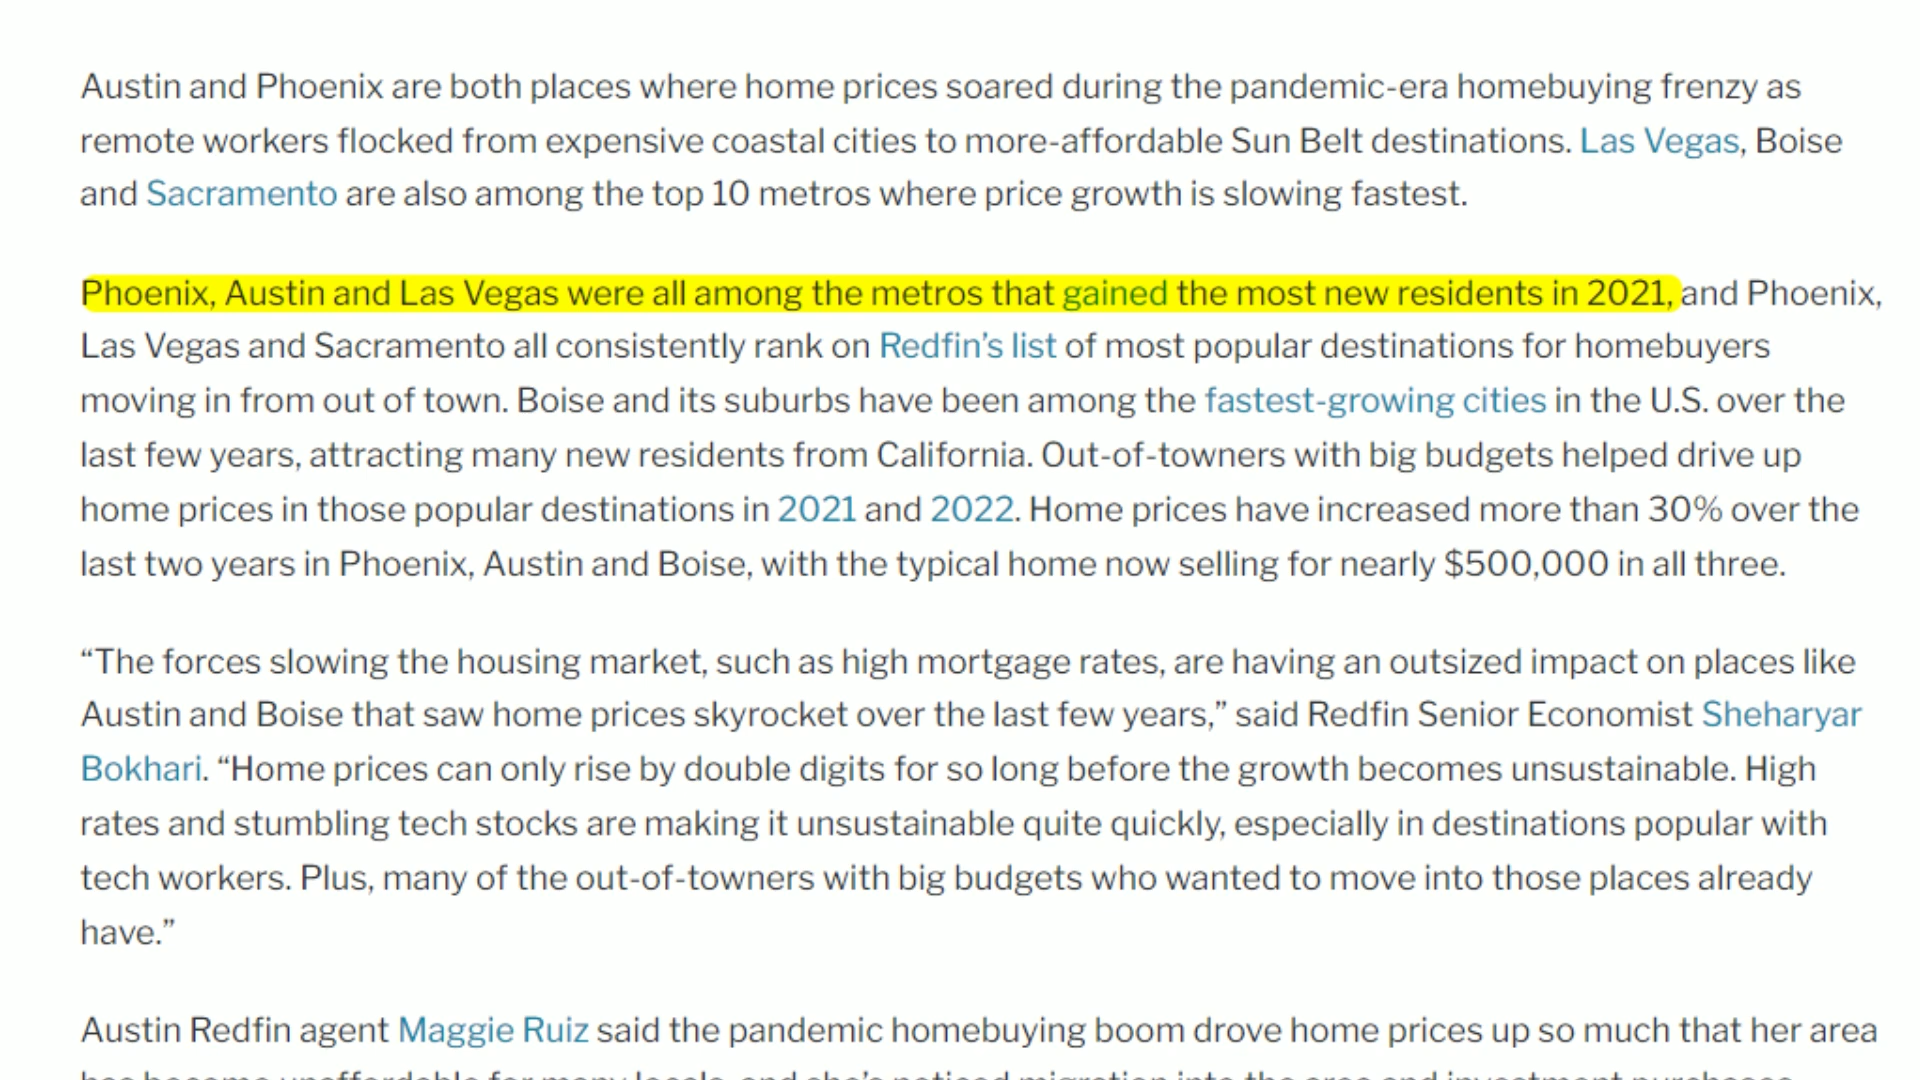 Austin and Phoenix are both places where home prices soared during the pandemic-era homebuying frenzy as
remote workers flocked from expensive coastal cities to more-affordable Sun Belt destinations. Las Vegas, Boise
and Sacramento are also among the top 10 metros where price growth is slowing fastest.
Phoenix, Austin and Las Vegas were all among the metros that gained the most new residents in 2021, and Phoenix,
Las Vegas and Sacramento all consistently rank on Redfin’s list of most popular destinations for homebuyers
moving in from out of town. Boise and its suburbs have been among the fastest-growing cities in the U.S. over the
last few years, attracting many new residents from California. Out-of-towners with big budgets helped drive up
home prices in those popular destinations in 2021 and 2022. Home prices have increased more than 30% over the
last two years in Phoenix, Austin and Boise, with the typical home now selling for nearly $500,000 in all three.
“The forces slowing the housing market, such as high mortgage rates, are having an outsized impact on places like
Austin and Boise that saw home prices skyrocket over the last few years,” said Redfin Senior Economist Sheharyar
Bokhari. “Home prices can only rise by double digits for so long before the growth becomes unsustainable. High
rates and stumbling tech stocks are making it unsustainable quite quickly, especially in destinations popular with
tech workers. Plus, many of the out-of-towners with big budgets who wanted to move into those places already
have.”
Austin Redfin agent Maggie Ruiz said the pandemic homebuying boom drove home prices up so much that her area